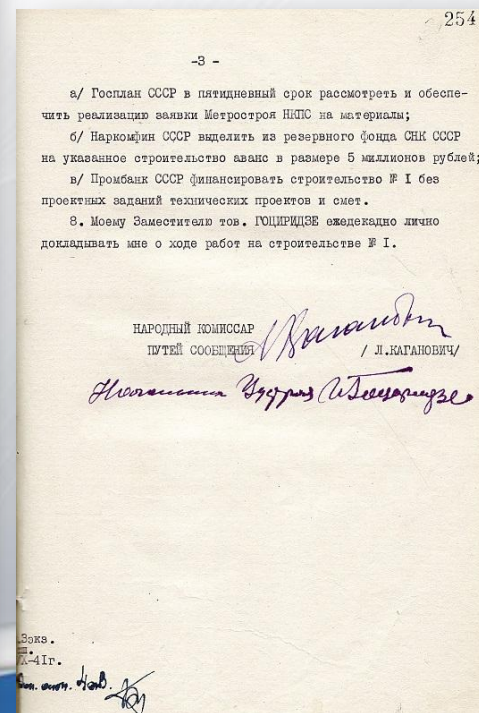 254
-3 -
а/ Госплан СССР в пятидневный срок рассмотреть и обеспе-
чить реализацию заявки Метростроя НКПС на материалы;
б/ Наркомфин СССР выделить из резервного фонда СНК СССР
на указанное строительство аванс в размере 5 миллионов рублей;
в/ Промбанк СССР финансировать строительство № I без
проектных заданий технических проектов и смет.
8. Моему Заместителю тов. ГОЦИРИДЗЕ ежедекадно лично
докладывать мне о ходе работ на строительстве № I.
НАРОДНЫЙ КОМИССАР
ПУТЕЙ СООБЩЕНИЯ Л Каганович / Л.КАГАНОВИЧ/
Начальник И Гоциридзе
3экз.
X-41г.